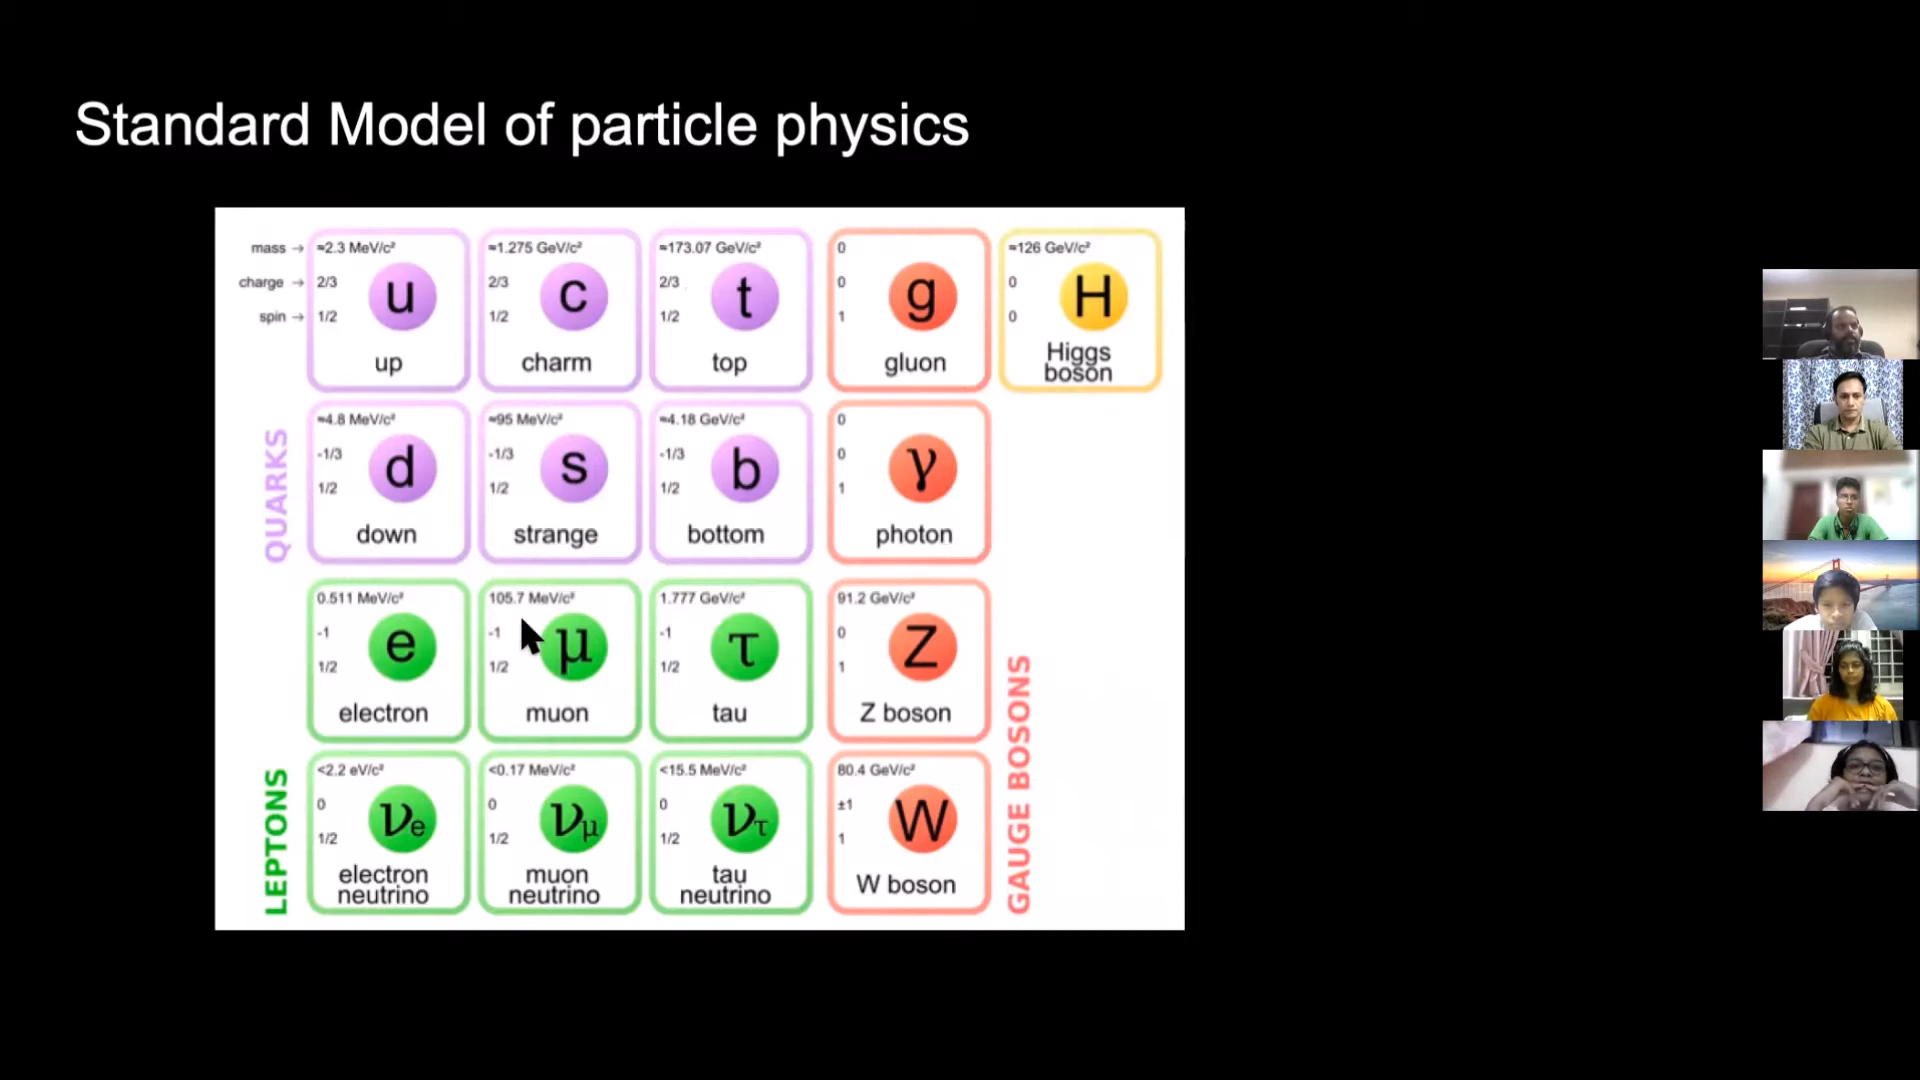 Standard Model of particle physics
mass → ≈2.3 MeV/c² ≈1.275 GeV/c² ≈173.07 GeV/c² 0 ≈126 GeV/c²
charge → 2/3 2/3 2/3 0 0
u c t g H
spin → 1/2 1/2 1/2 1 0
up charm top gluon Higgs
boson
QUARKS
≈4.8 MeV/c² ≈95 MeV/c² ≈4.18 GeV/c² 0
-1/3 -1/3 -1/3 0
d s b γ
1/2 1/2 1/2 1
down strange bottom photon
0.511 MeV/c² 105.7 MeV/c² 1.777 GeV/c² 91.2 GeV/c²
-1 -1 -1 0
e μ τ Z
1/2 1/2 1/2 1
electron muon tau Z boson
LEPTONS
<2.2 eV/c² <0.17 MeV/c² <15.5 MeV/c² 80.4 GeV/c²
0 0 0 ±1
νe νμ ντ W
1/2 1/2 1/2 1
electron muon tau W boson
neutrino neutrino neutrino
GAUGE BOSONS